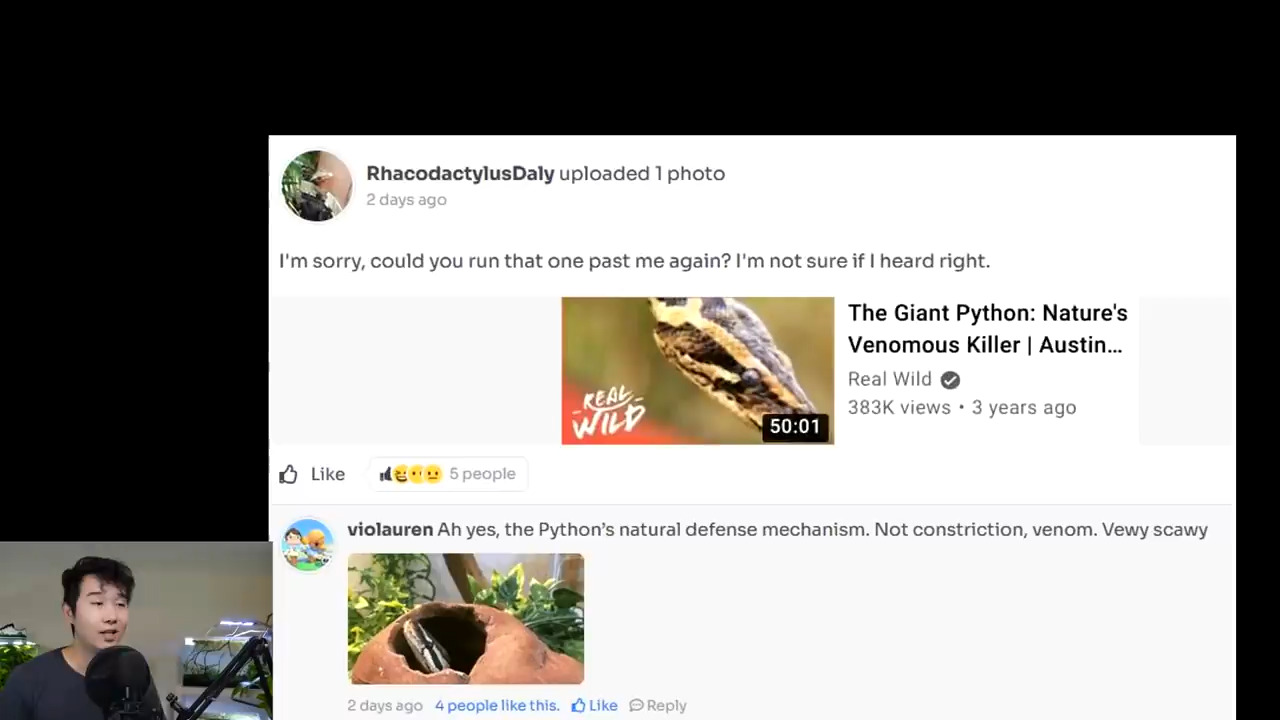 RhacodactylusDaly uploaded 1 photo
2 days ago
I'm sorry, could you run that one past me again? I'm not sure if I heard right.
The Giant Python: Nature's
Venomous Killer | Austin...
Real Wild
383K views • 3 years ago
REAL
WILD
50:01
Like
5 people
violauren Ah yes, the Python’s natural defense mechanism. Not constriction, venom. Vewy scawy
2 days ago 4 people like this. Like Reply